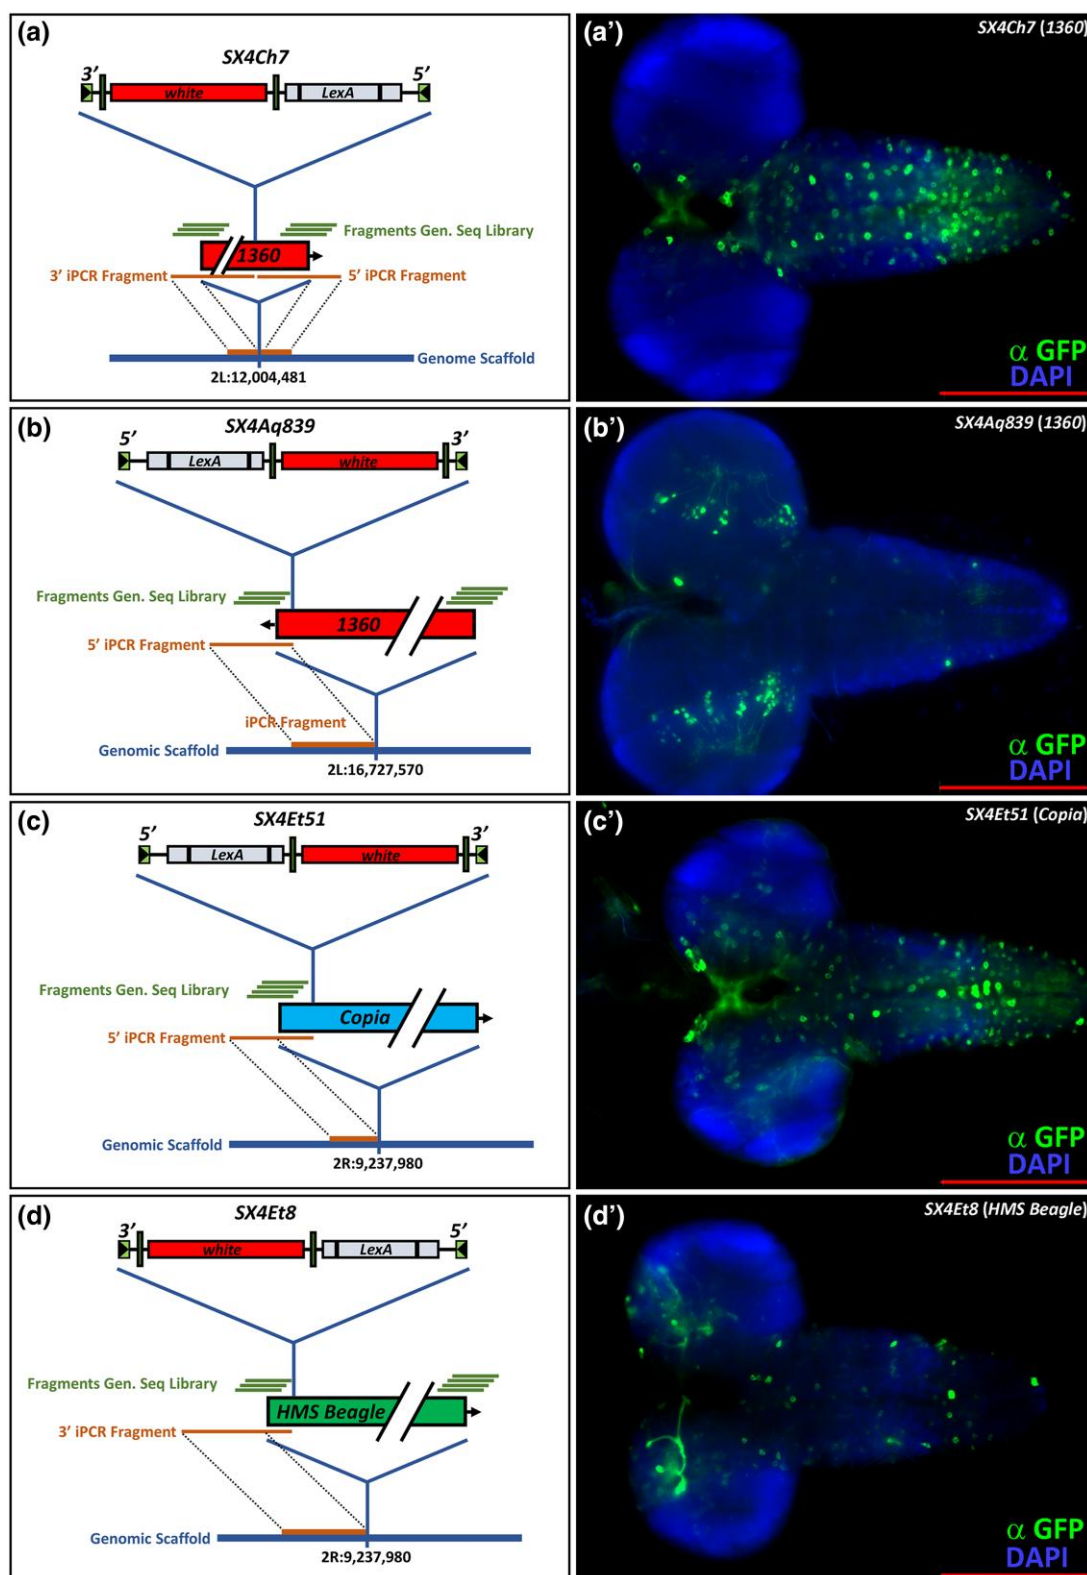 (a)
SX4Ch7
3’ 5’
white LexA
Fragments Gen. Seq Library
1360
3’ iPCR Fragment 5’ iPCR Fragment
Genome Scaffold
2L:12,004,481
(a’) SX4Ch7 (1360)
α GFP
DAPI
(b)
SX4Aq839
5’ 3’
LexA white
Fragments Gen. Seq Library
1360
5’ iPCR Fragment
iPCR Fragment
Genomic Scaffold
2L:16,727,570
(b’) SX4Aq839 (1360)
α GFP
DAPI
(c)
SX4Et51
5’ 3’
LexA white
Fragments Gen. Seq Library
Copia
5’ iPCR Fragment
Genomic Scaffold
2R:9,237,980
(c’) SX4Et51 (Copia)
α GFP
DAPI
(d)
SX4Et8
3’ 5’
white LexA
Fragments Gen. Seq Library
HMS Beagle
3’ iPCR Fragment
Genomic Scaffold
2R:9,237,980
(d’) SX4Et8 (HMS Beagle)
α GFP
DAPI